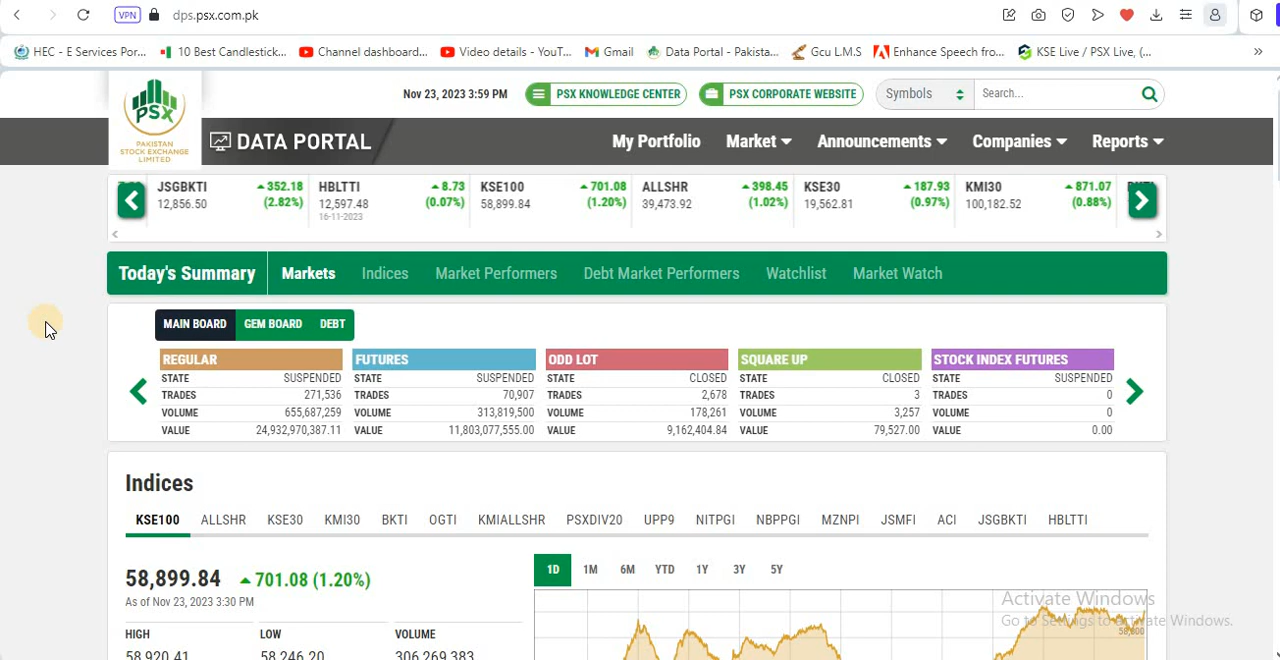 VPN
dps.psx.com.pk
HEC - E Services Por...
10 Best Candlestick...
Channel dashboard...
Video details - YouT...
Gmail
Data Portal - Pakista...
Gcu L.M.S
Enhance Speech fro...
KSE Live / PSX Live, (...
»
PSX
PAKISTAN
STOCK EXCHANGE
LIMITED
Nov 23, 2023 3:59 PM
PSX KNOWLEDGE CENTER
PSX CORPORATE WEBSITE
Symbols
Search...
DATA PORTAL
My Portfolio
Market
Announcements
Companies
Reports
JSGBKTI 352.18
12,856.50 (2.82%)
HBLTTI 8.73
12,597.48 (0.07%)
16-11-2023
KSE100 701.08
58,899.84 (1.20%)
ALLSHR 398.45
39,473.92 (1.02%)
KSE30 187.93
19,562.81 (0.97%)
KMI30 871.07
100,182.52 (0.88%)
Today's Summary
Markets
Indices
Market Performers
Debt Market Performers
Watchlist
Market Watch
MAIN BOARD
GEM BOARD
DEBT
REGULAR
STATE SUSPENDED
TRADES 271,536
VOLUME 655,687,259
VALUE 24,932,970,387.11
FUTURES
STATE SUSPENDED
TRADES 70,907
VOLUME 313,819,500
VALUE 11,803,077,555.00
ODD LOT
STATE CLOSED
TRADES 2,678
VOLUME 178,261
VALUE 9,162,404.84
SQUARE UP
STATE CLOSED
TRADES 3
VOLUME 3,257
VALUE 79,527.00
STOCK INDEX FUTURES
STATE SUSPENDED
TRADES 0
VOLUME 0
VALUE 0.00
Indices
KSE100
ALLSHR
KSE30
KMI30
BKTI
OGTI
KMIALLSHR
PSXDIV20
UPP9
NITPGI
NBPPGI
MZNPI
JSMFI
ACI
JSGBKTI
HBLTTI
58,899.84 701.08 (1.20%)
As of Nov 23, 2023 3:30 PM
HIGH
58,920.41
LOW
58,246.20
VOLUME
306,269,383
1D 1M 6M YTD 1Y 3Y 5Y
58,800
Activate Windows
Go to Settings to activate Windows.